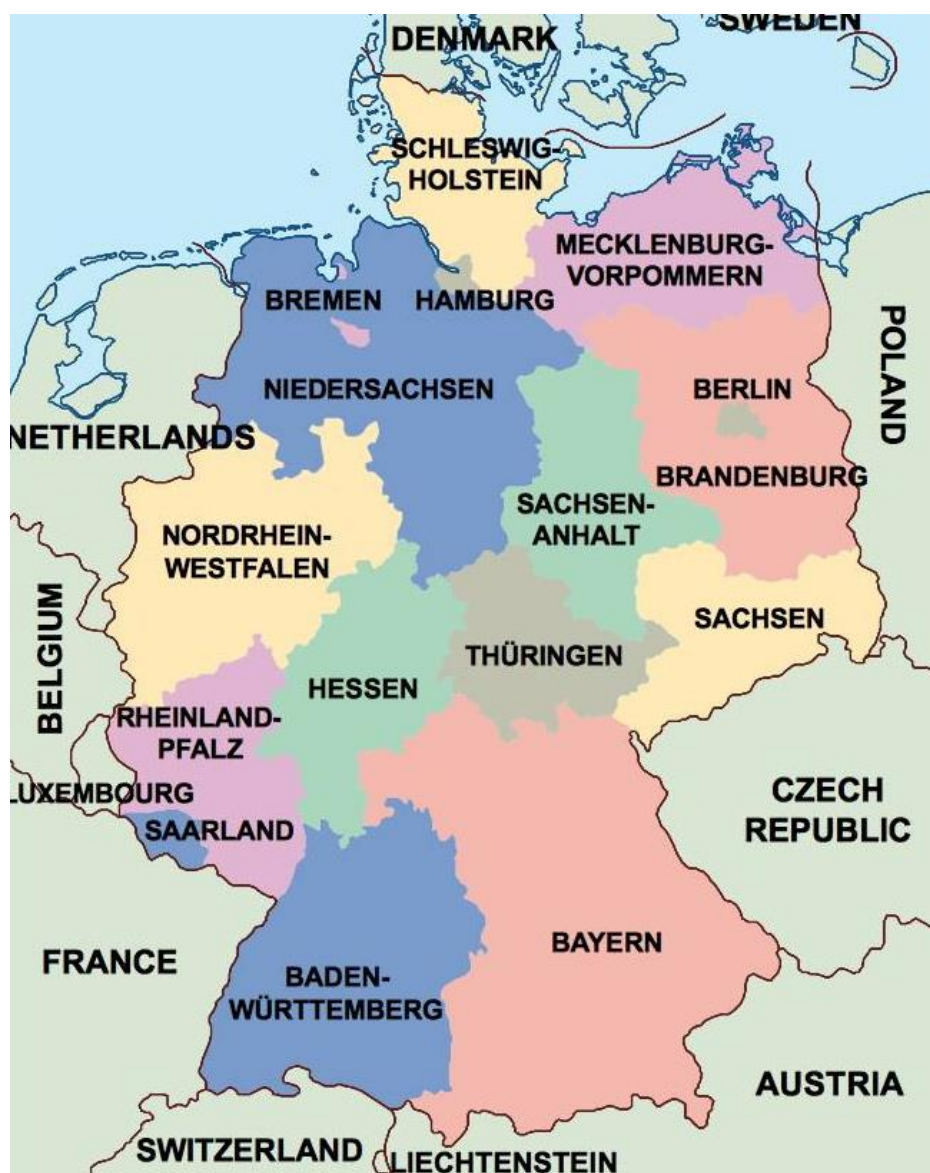 SWEDEN
DENMARK
SCHLESWIG-
HOLSTEIN
MECKLENBURG-
VORPOMMERN
BREMEN
HAMBURG
POLAND
NIEDERSACHSEN
BERLIN
NETHERLANDS
BRANDENBURG
SACHSEN-
ANHALT
NORDRHEIN-
WESTFALEN
BELGIUM
SACHSEN
THÜRINGEN
HESSEN
RHEINLAND-
PFALZ
LUXEMBOURG
CZECH
REPUBLIC
SAARLAND
BAYERN
FRANCE
BADEN-
WÜRTTEMBERG
AUSTRIA
SWITZERLAND
LIECHTENSTEIN